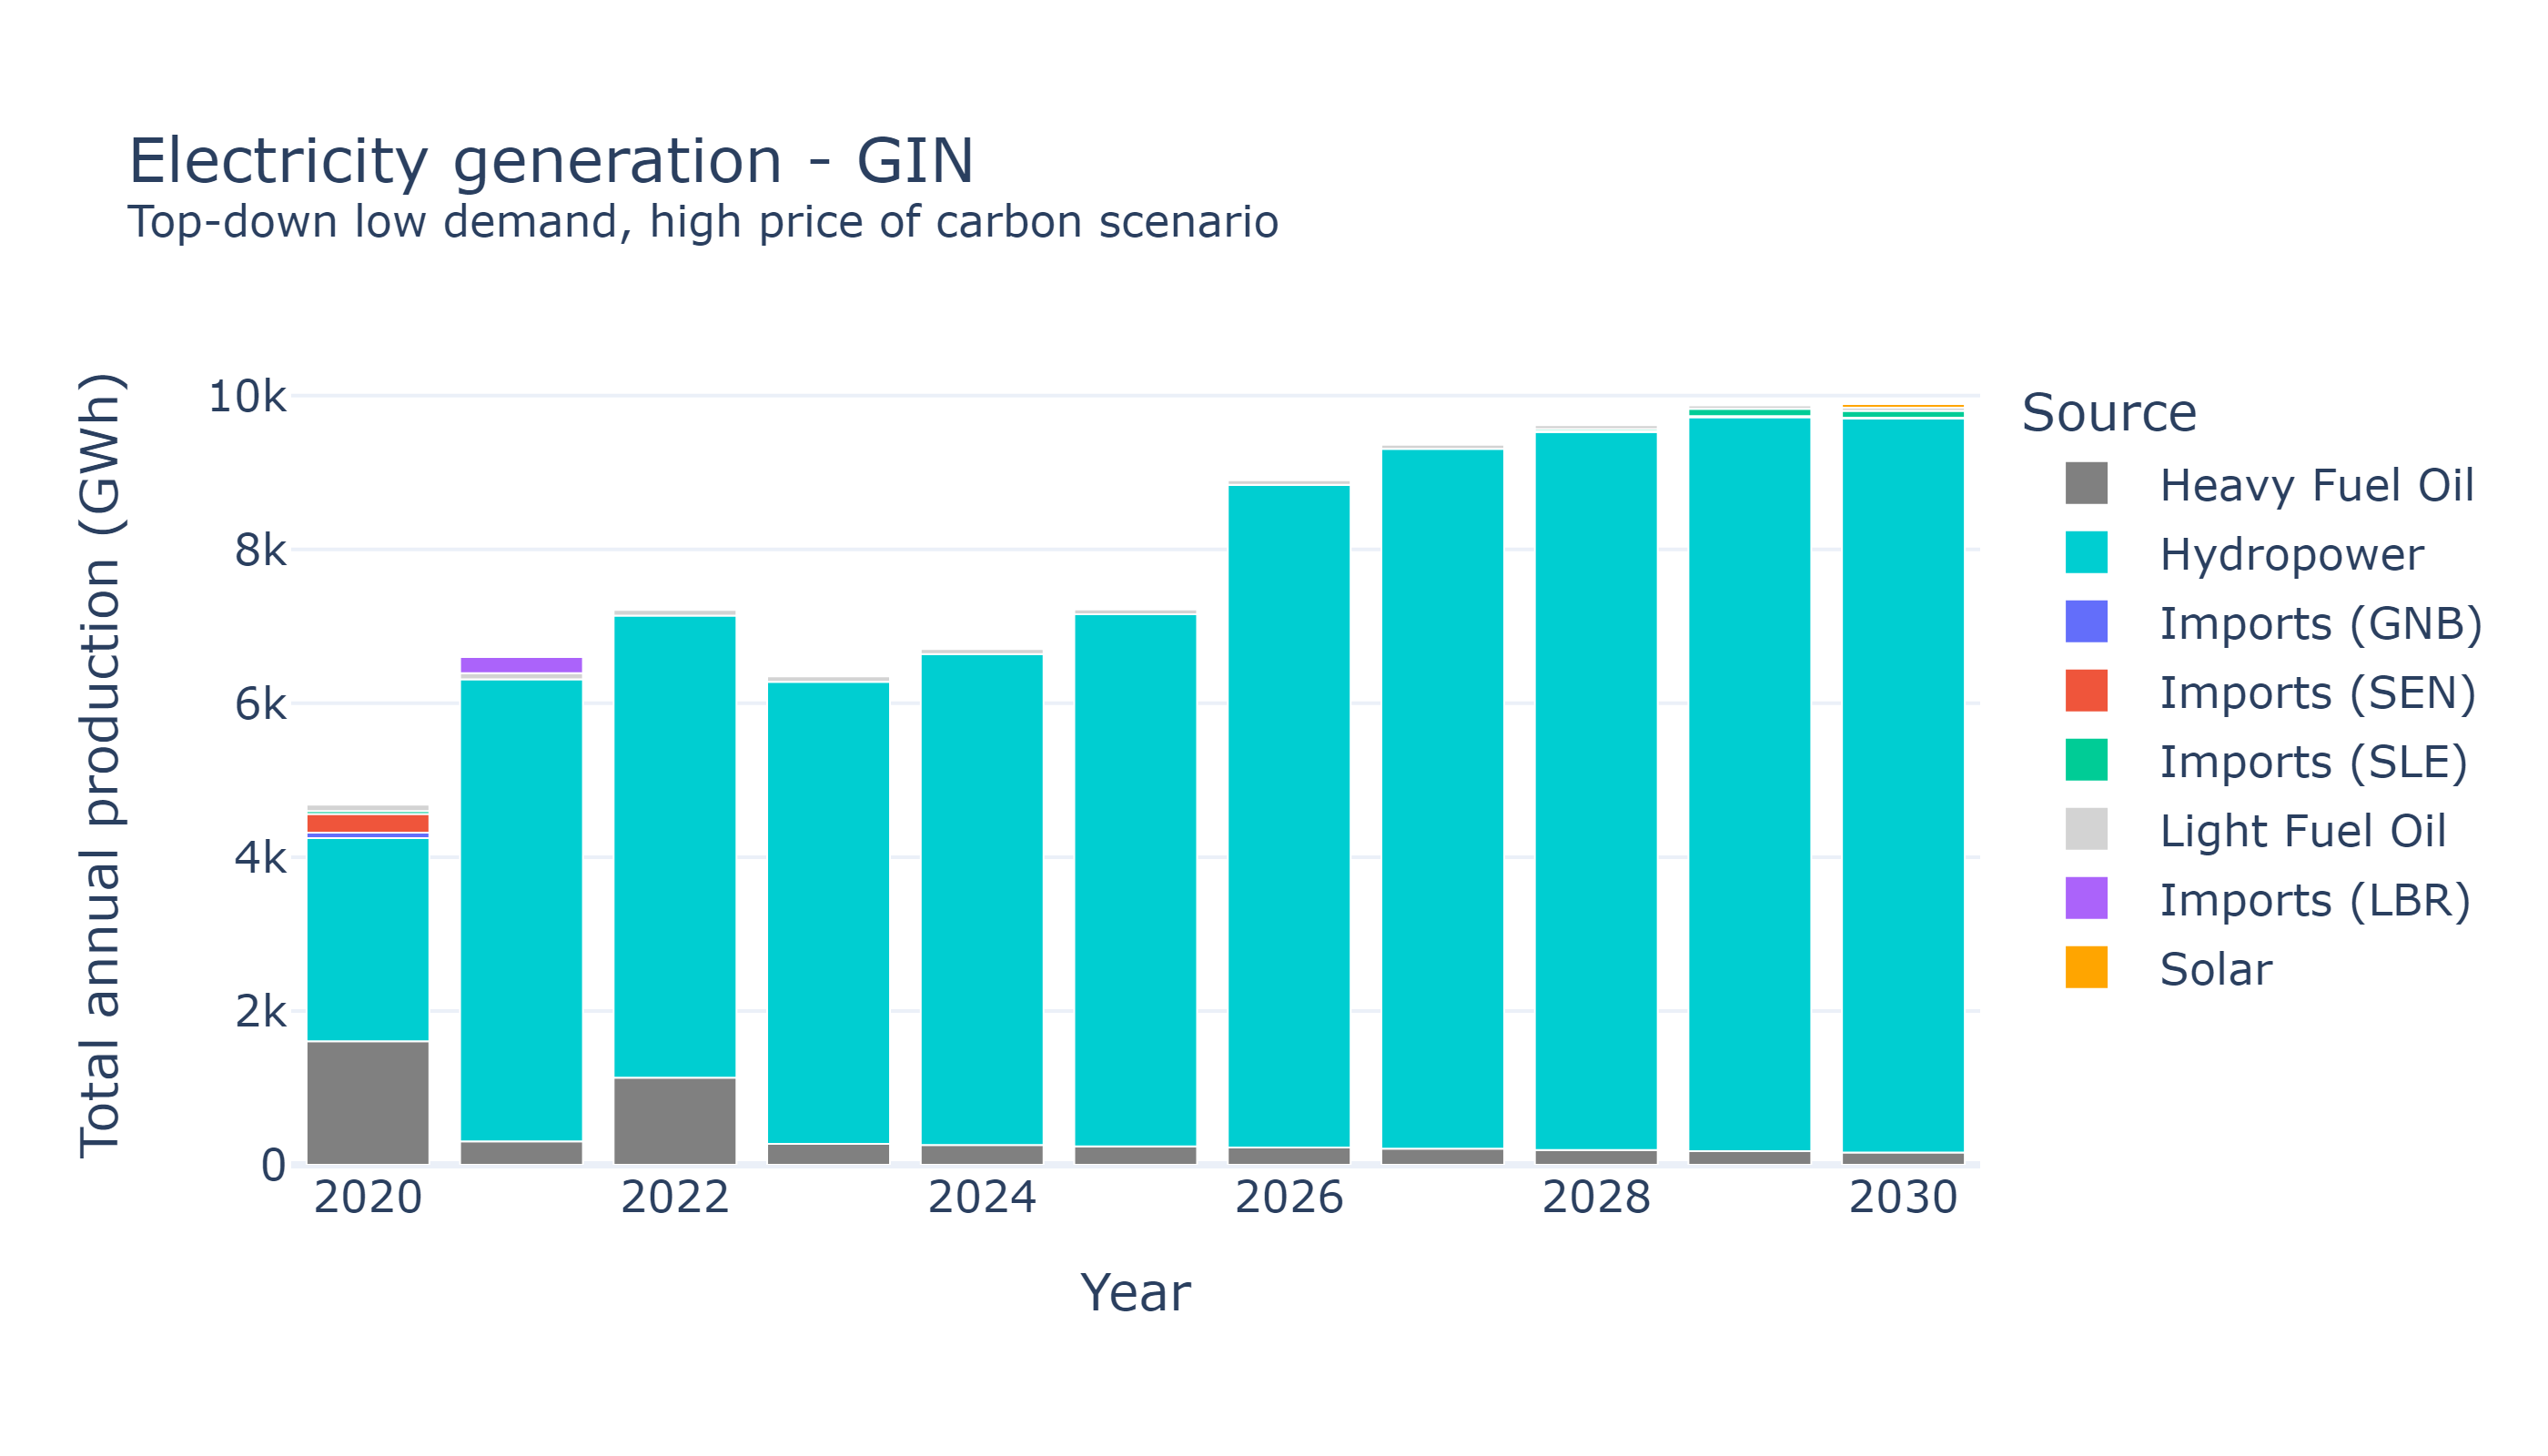 Electricity generation - GIN
Top-down low demand, high price of carbon scenario
Total annual production (GWh)
10k
8k
6k
4k
2k
0
2020
2022
2024
2026
2028
2030
Year
Source
Heavy Fuel Oil
Hydropower
Imports (GNB)
Imports (SEN)
Imports (SLE)
Light Fuel Oil
Imports (LBR)
Solar